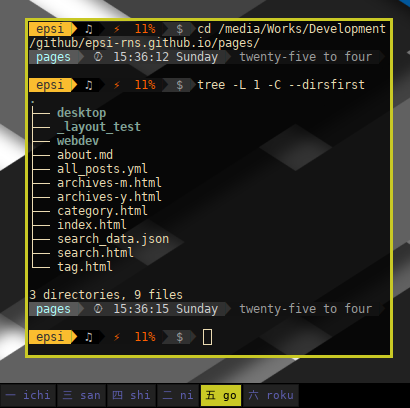 epsi ♫ ⚡ 11% $ cd /media/Works/Development
/github/epsi-rns.github.io/pages/
pages ⌚ 15:36:12 Sunday twenty-five to four
epsi ♫ ⚡ 11% $ tree -L 1 -C --dirsfirst
.
├── desktop
├── _layout_test
├── webdev
├── about.md
├── all_posts.yml
├── archives-m.html
├── archives-y.html
├── category.html
├── index.html
├── search_data.json
├── search.html
└── tag.html
3 directories, 9 files
pages ⌚ 15:36:15 Sunday twenty-five to four
epsi ♫ ⚡ 11% $
一 ichi 三 san 四 shi 二 ni 五 go 六 roku